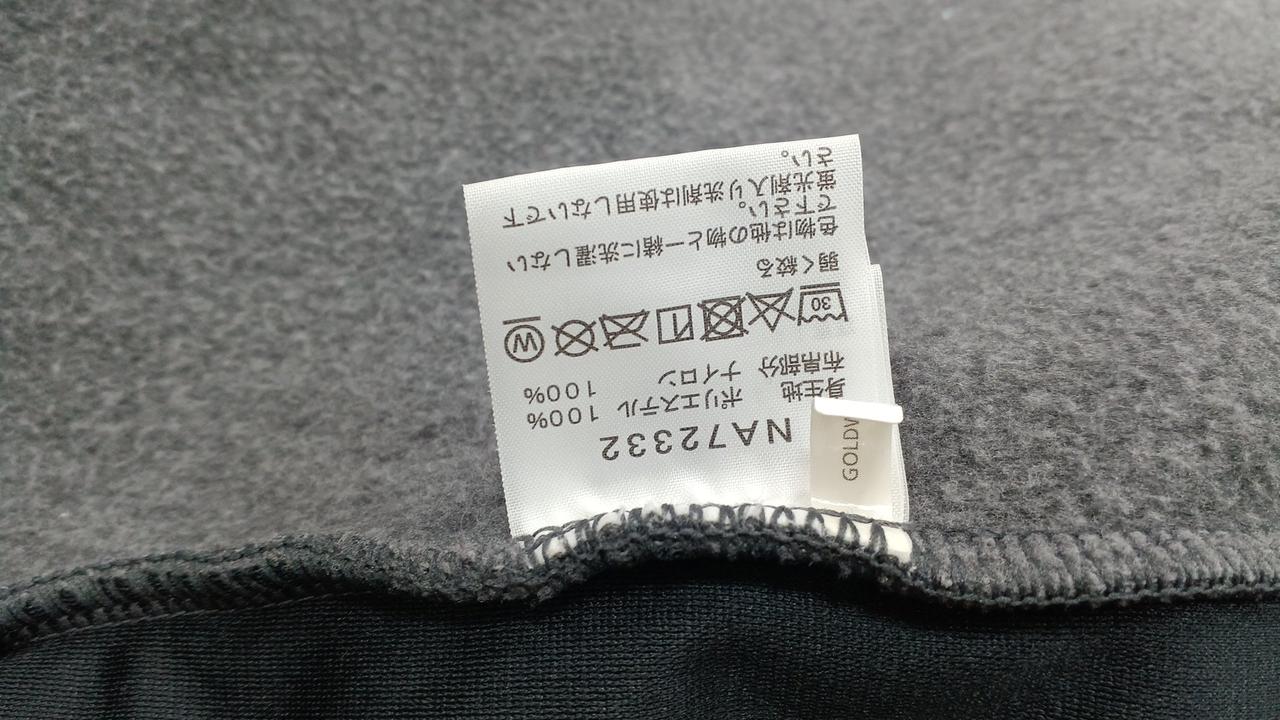 NA72332
身生地 ポリエステル 100%
布帛部分 ナイロン 100%
30 W
弱く絞る
色物は他の物と一緒に洗濯しない
で下さい。
蛍光剤入り洗剤は使用しないで下
さい。
GOLDW